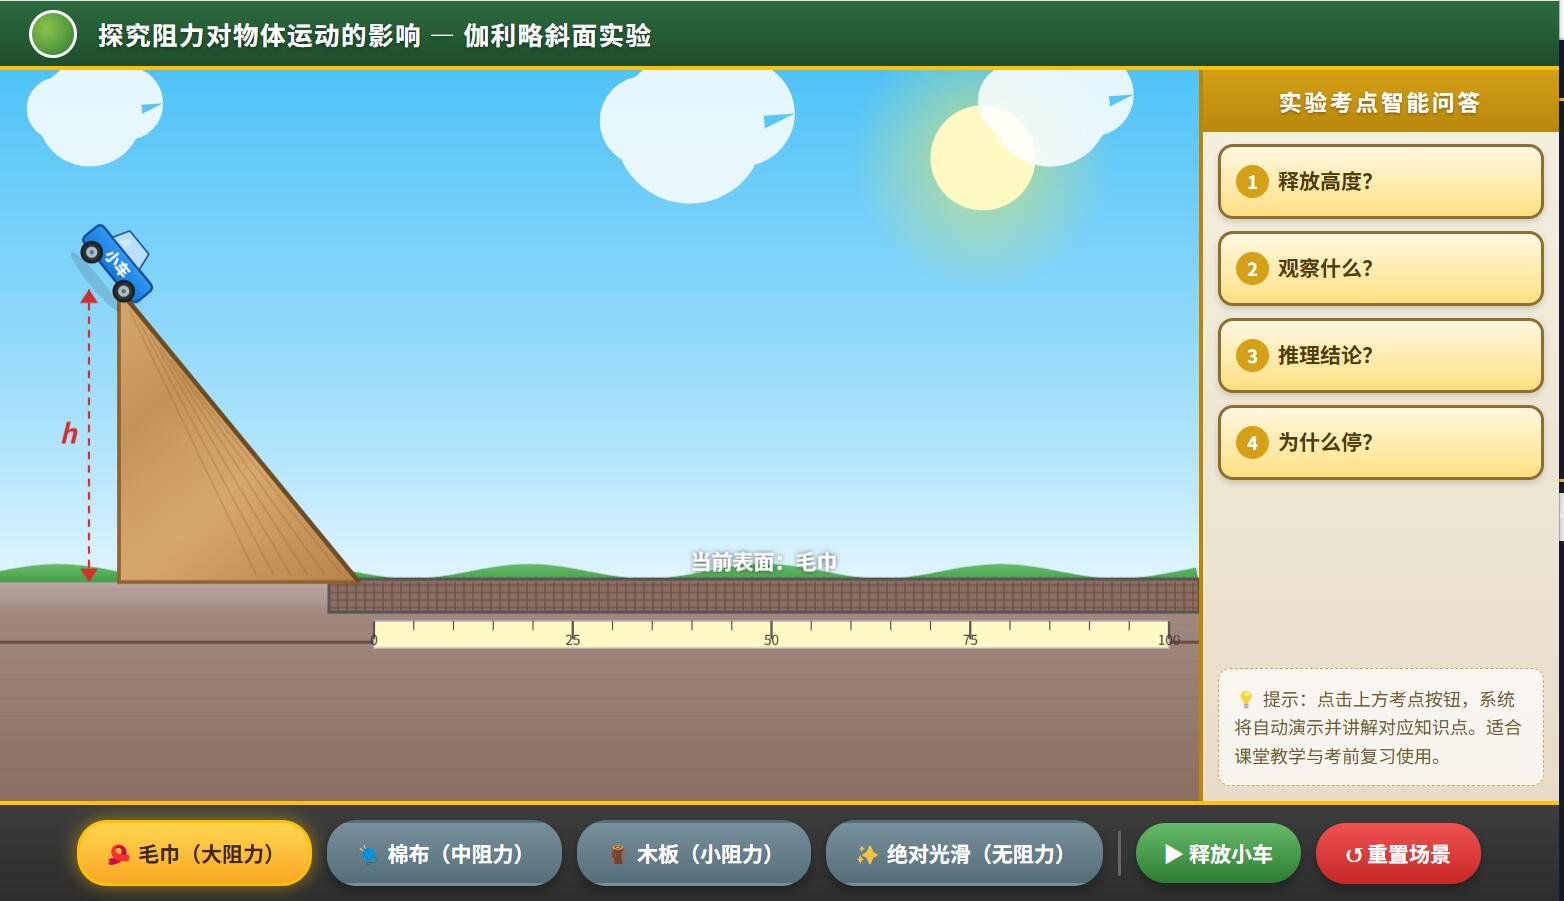 探究阻力对物体运动的影响 — 伽利略斜面实验
实验考点智能问答
1 释放高度?
2 观察什么?
3 推理结论?
4 为什么停?
小车
h
当前表面：毛巾
0 25 50 75 100
💡 提示：点击上方考点按钮，系统
将自动演示并讲解对应知识点。适合
课堂教学与考前复习使用。
毛巾（大阻力）
棉布（中阻力）
木板（小阻力）
✨ 绝对光滑（无阻力）
▶ 释放小车
↺ 重置场景